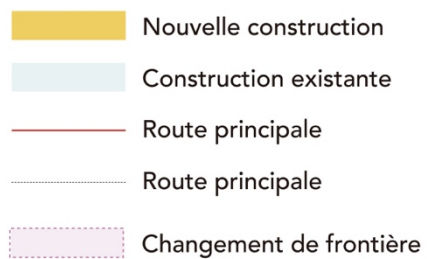 Nouvelle construction
Construction existante
Route principale
Route principale
Changement de frontière